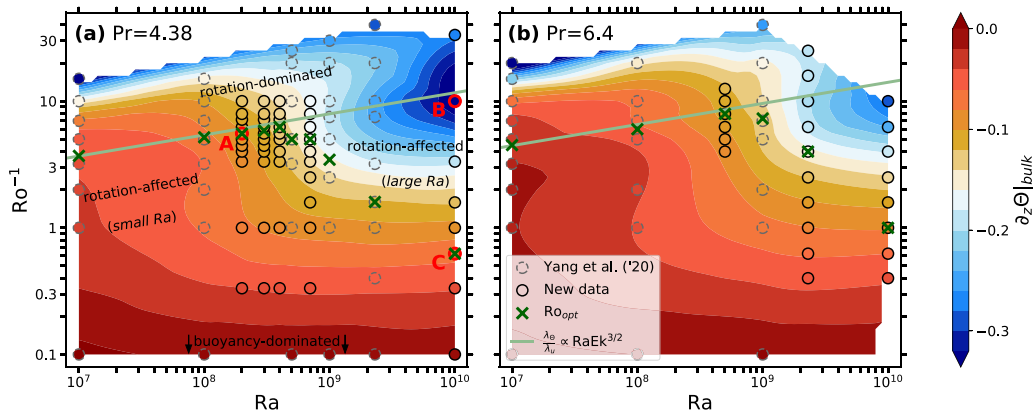 (a) Pr=4.38
(b) Pr=6.4
Ro⁻¹
30
10
3
1
0.3
0.1
rotation-dominated
A
B
C
rotation-affected
(large Ra)
rotation-affected
(small Ra)
buoyancy-dominated
10⁷
10⁸
10⁹
10¹⁰
Ra
Yang et al. ('20)
New data
Ro_opt
λ_Θ/λ_u ∝ RaEk^3/2
10⁷
10⁸
10⁹
10¹⁰
Ra
0.0
−0.1
−0.2
−0.3
∂_zΘ|_bulk